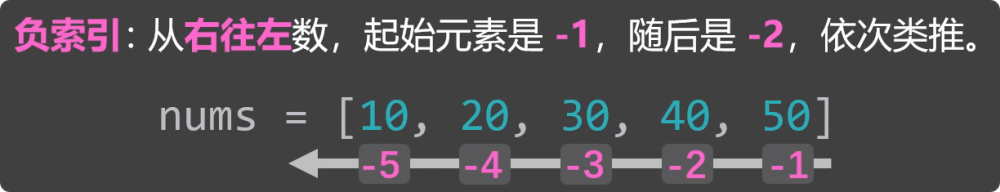 负索引：从右往左数，起始元素是 -1，随后是 -2，依次类推。
nums = [10, 20, 30, 40, 50]
-5 -4 -3 -2 -1